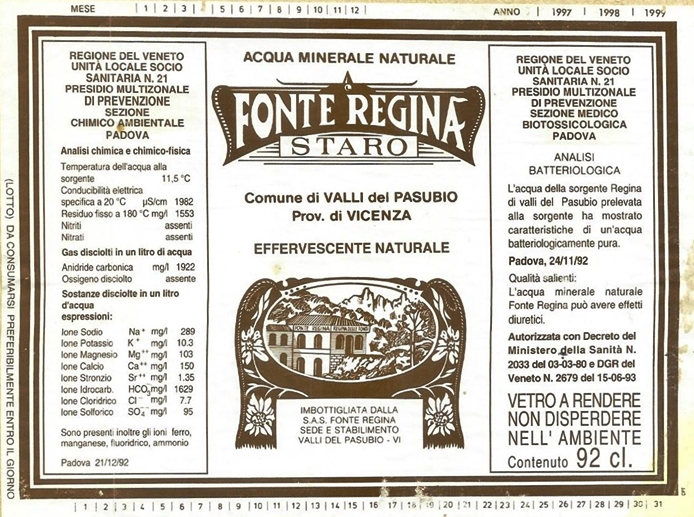 MESE | 1 | 2 | 3 | | 5 | 6 | 7 | 8 | 9 | 10 | 11 | 12 |
ANNO | 1997 | 1998 | 1999
REGIONE DEL VENETO
UNITÀ LOCALE SOCIO
SANITARIA N. 21
PRESIDIO MULTIZONALE
DI PREVENZIONE
SEZIONE
CHIMICO AMBIENTALE
PADOVA
Analisi chimica e chimico-fisica
Temperatura dell'acqua alla
sorgente 11,5 °C
Conducibilità elettrica
specifica a 20 °C µS/cm 1982
Residuo fisso a 180 °C mg/l 1553
Nitriti assenti
Nitrati assenti
Gas disciolti in un litro di acqua
Anidride carbonica mg/l 1922
Ossigeno disciolto assente
Sostanze disciolte in un litro
d'acqua
espressioni:
Ione Sodio Na+ mg/l 289
Ione Potassio K+ mg/l 10.3
Ione Magnesio Mg++ mg/l 103
Ione Calcio Ca++ mg/l 150
Ione Stronzio Sr++ mg/l 1.35
Ione Idrocarb. HCO3- mg/l 1629
Ione Cloridrico Cl- mg/l 7.7
Ione Solforico SO4-- mg/l 95
Sono presenti inoltre gli ioni ferro,
manganese, fluoridrico, ammonio
Padova 21/12/92
ACQUA MINERALE NATURALE
FONTE REGINA
STARO
Comune di VALLI del PASUBIO
Prov. di VICENZA
EFFERVESCENTE NATURALE
FONTE REGINA
IMBOTTIGLIATA DALLA
S.A.S. FONTE REGINA
SEDE E STABILIMENTO
VALLI DEL PASUBIO - VI
REGIONE DEL VENETO
UNITÀ LOCALE SOCIO
SANITARIA N. 21
PRESIDIO MULTIZONALE
DI PREVENZIONE
SEZIONE MEDICO
BIOTOSSICOLOGICA
PADOVA
ANALISI
BATTERIOLOGICA
L'acqua della sorgente Regina
di valli del Pasubio prelevata
alla sorgente ha mostrato
caratteristiche di un'acqua
batteriologicamente pura.
Padova, 24/11/92
Qualità salienti:
L'acqua minerale naturale
Fonte Regina può avere effetti
diuretici.
Autorizzata con Decreto del
Ministero della Sanità N.
2033 del 03-03-80 e DGR del
Veneto N. 2679 del 15-06-93
VETRO A RENDERE
NON DISPERDERE
NELL' AMBIENTE
Contenuto 92 cl.
(LOTTO) DA CONSUMARSI PREFERIBILMENTE ENTRO IL GIORNO
| 1 | 2 | 3 | 4 | 5 | 6 | 7 | 8 | 9 | 10 | 11 | 12 | 13 | 14 | 15 | 16 | 17 | 18 | 19 | 20 | 21 | 22 | 23 | 24 | 25 | 26 | 27 | 28 | 29 | 30 | 31